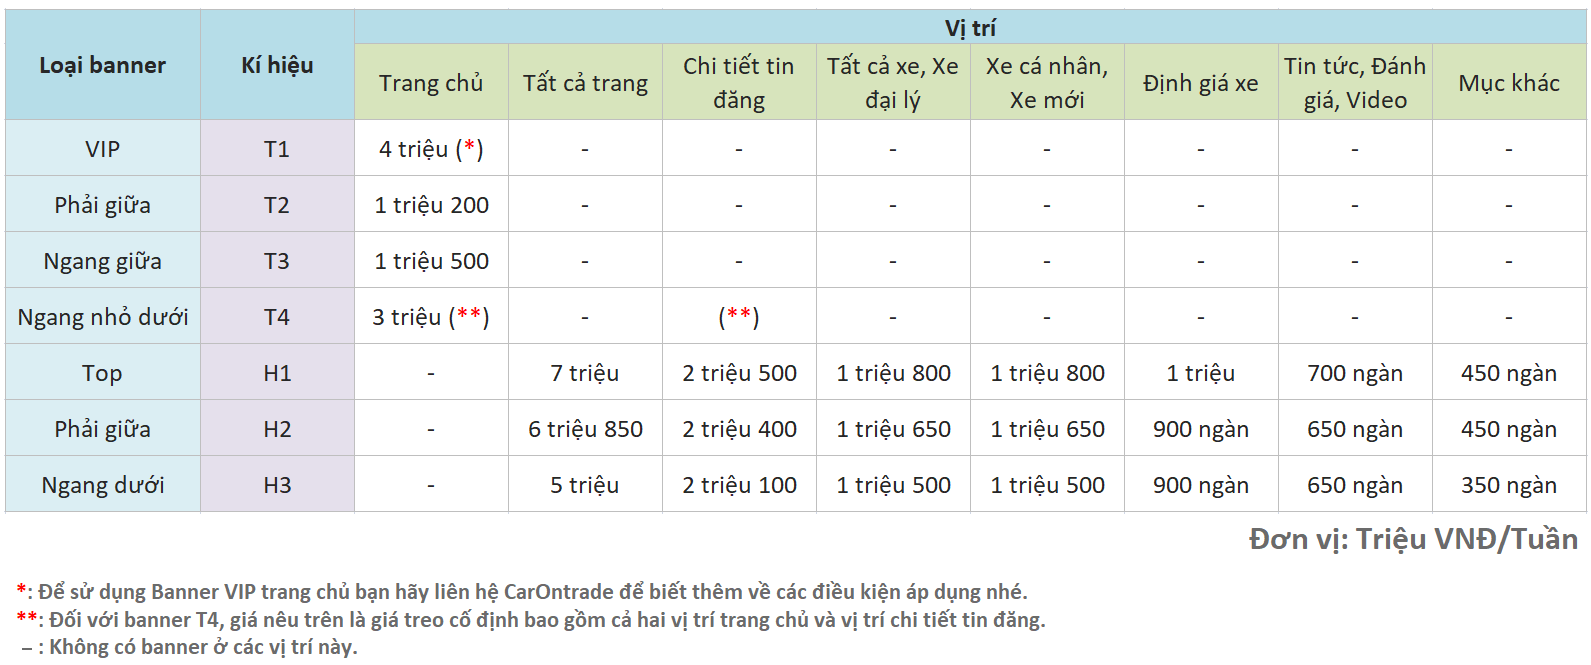 Loại banner
Kí hiệu
Vị trí
Trang chủ
Tất cả trang
Chi tiết tin
đăng
Tất cả xe, Xe
đại lý
Xe cá nhân,
Xe mới
Định giá xe
Tin tức, Đánh
giá, Video
Mục khác
VIP T1 4 triệu (*) - - - - - - -
Phải giữa T2 1 triệu 200 - - - - - - -
Ngang giữa T3 1 triệu 500 - - - - - - -
Ngang nhỏ dưới T4 3 triệu (**) - (**) - - - - -
Top H1 - 7 triệu 2 triệu 500 1 triệu 800 1 triệu 800 1 triệu 700 ngàn 450 ngàn
Phải giữa H2 - 6 triệu 850 2 triệu 400 1 triệu 650 1 triệu 650 900 ngàn 650 ngàn 450 ngàn
Ngang dưới H3 - 5 triệu 2 triệu 100 1 triệu 500 1 triệu 500 900 ngàn 650 ngàn 350 ngàn
Đơn vị: Triệu VNĐ/Tuần
*: Để sử dụng Banner VIP trang chủ bạn hãy liên hệ CarOntrade để biết thêm về các điều kiện áp dụng nhé.
**: Đối với banner T4, giá nêu trên là giá treo cố định bao gồm cả hai vị trí trang chủ và vị trí chi tiết tin đăng.
– : Không có banner ở các vị trí này.